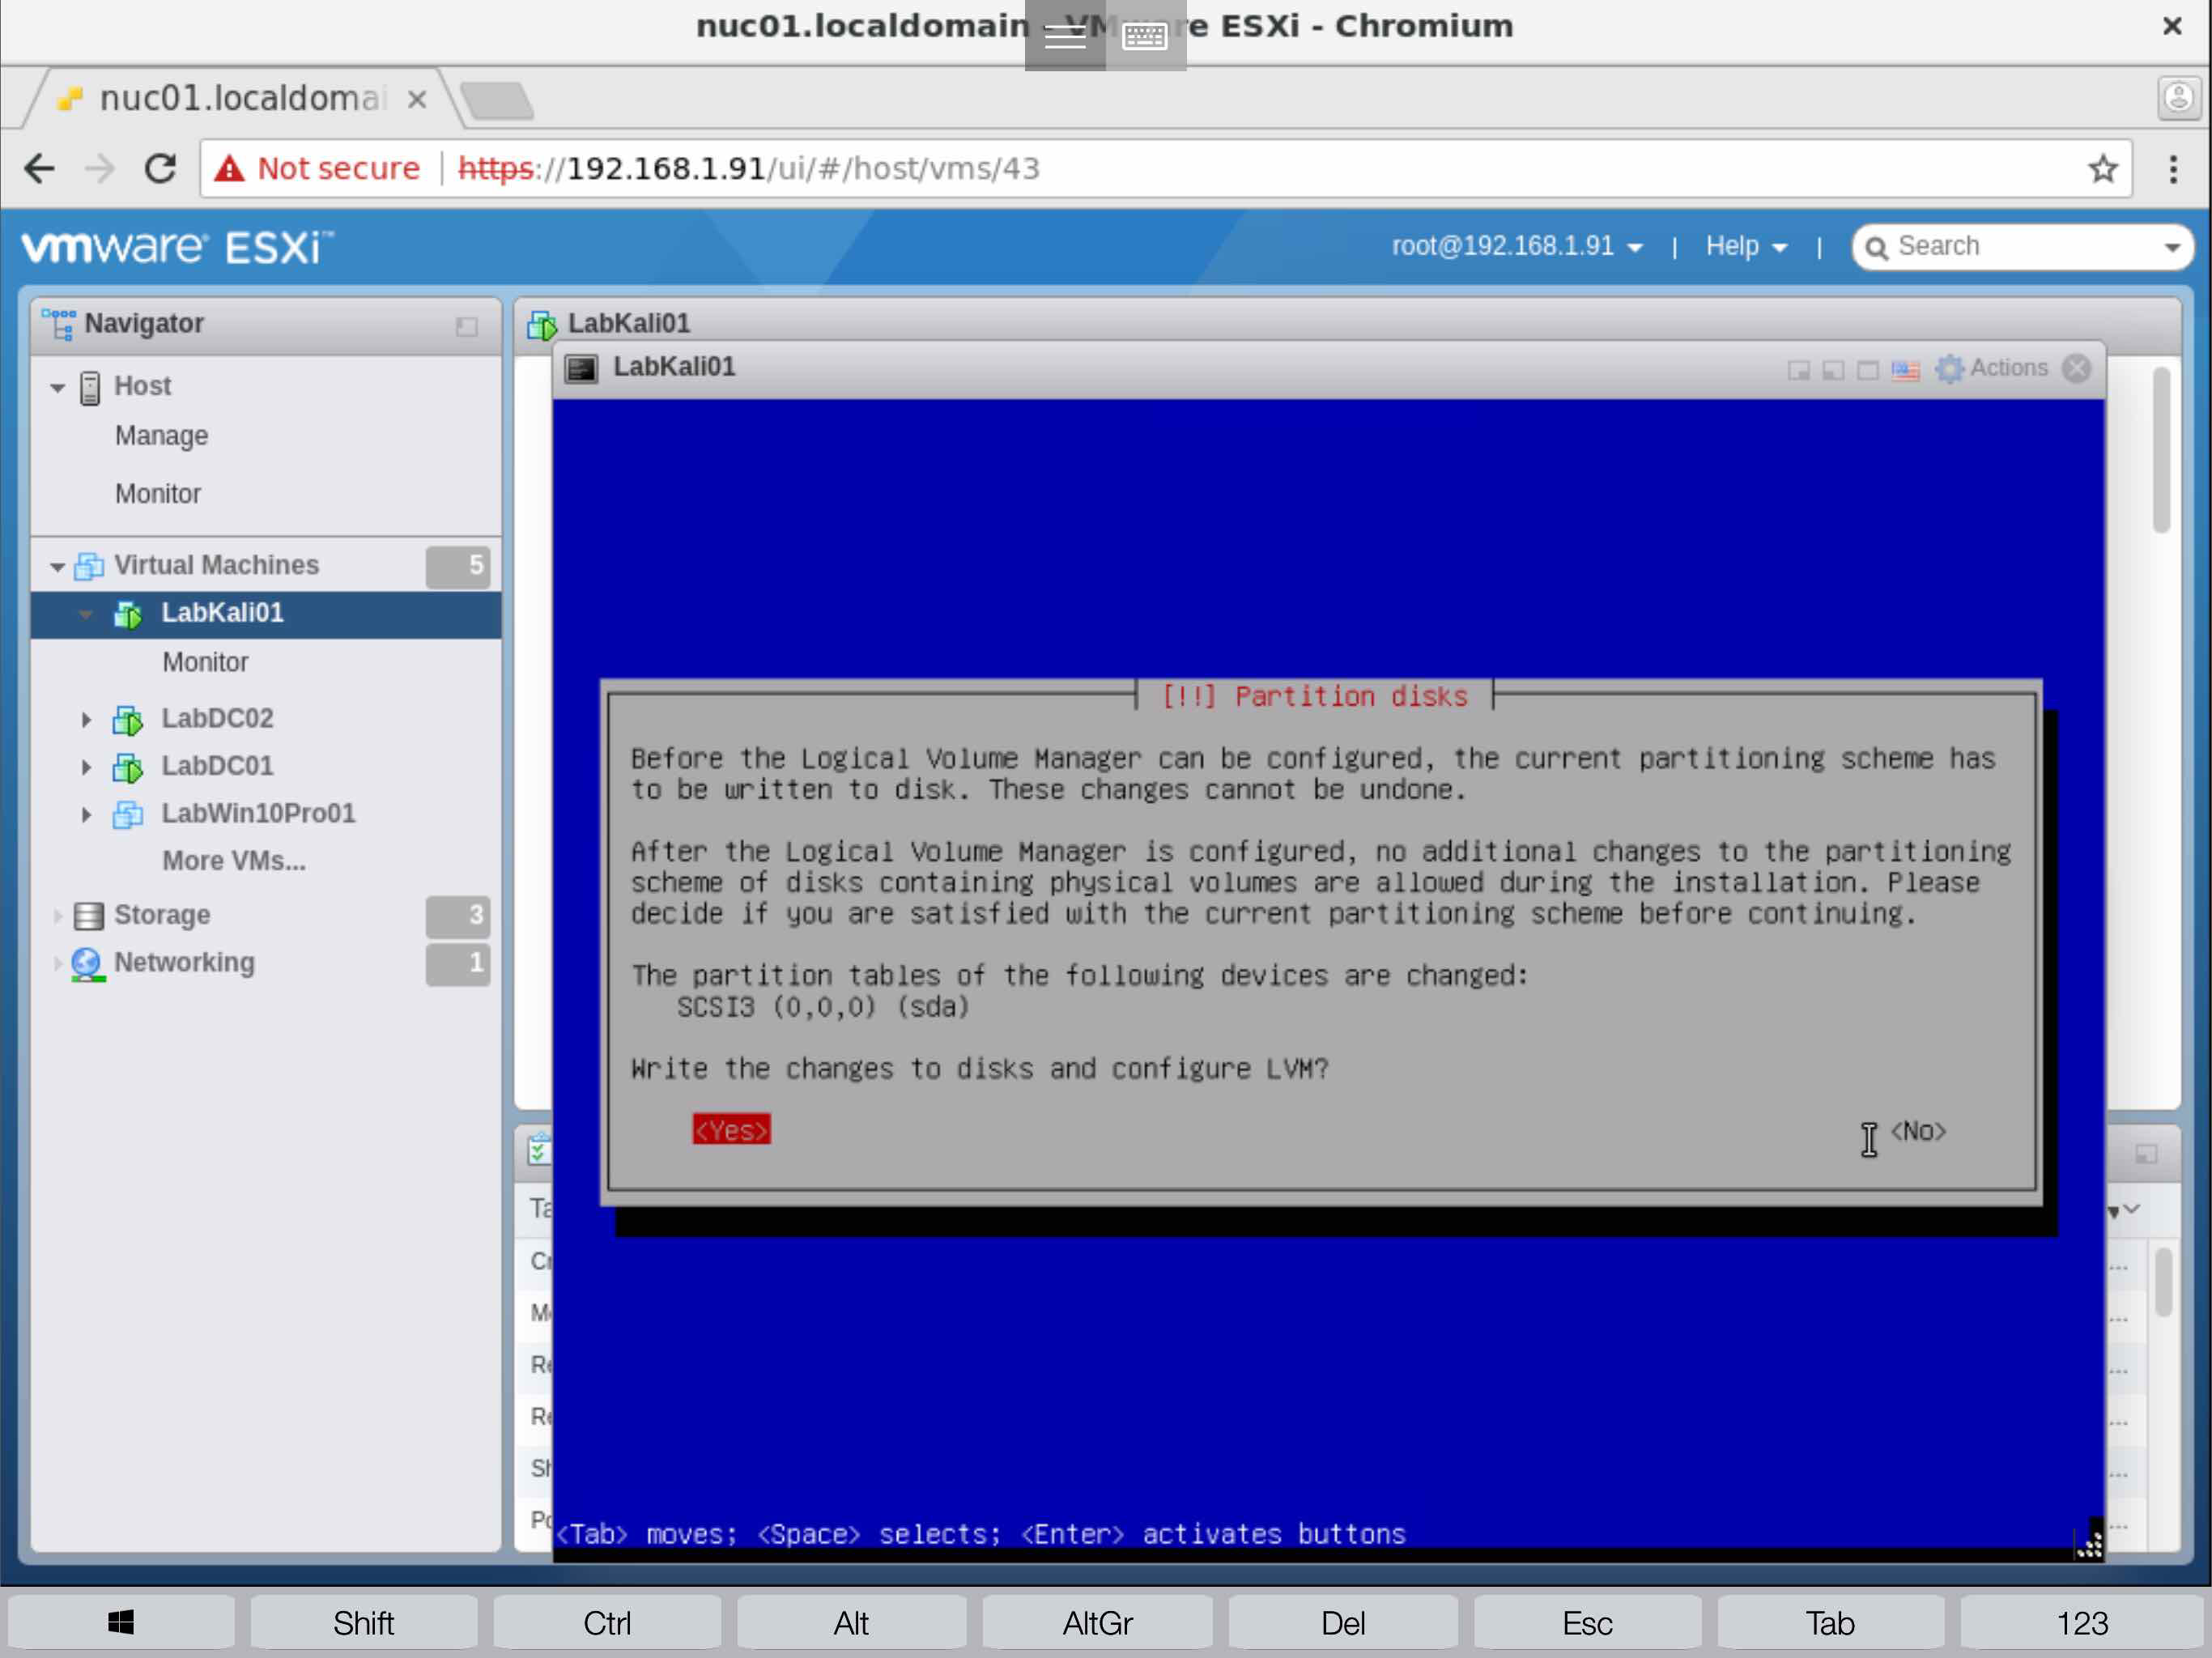 nuc01.localdomain - VMware ESXi - Chromium
nuc01.localdomai
Not secure https://192.168.1.91/ui/#/host/vms/43
vmware ESXi™
root@192.168.1.91 | Help | Search
Navigator
Host
Manage
Monitor
Virtual Machines 5
LabKali01
Monitor
LabDC02
LabDC01
LabWin10Pro01
More VMs...
Storage 3
Networking 1
LabKali01
LabKali01 Actions
[!!] Partition disks
Before the Logical Volume Manager can be configured, the current partitioning scheme has
to be written to disk. These changes cannot be undone.
After the Logical Volume Manager is configured, no additional changes to the partitioning
scheme of disks containing physical volumes are allowed during the installation. Please
decide if you are satisfied with the current partitioning scheme before continuing.
The partition tables of the following devices are changed:
SCSI3 (0,0,0) (sda)
Write the changes to disks and configure LVM?
<Yes> <No>
<Tab> moves; <Space> selects; <Enter> activates buttons
Shift Ctrl Alt AltGr Del Esc Tab 123